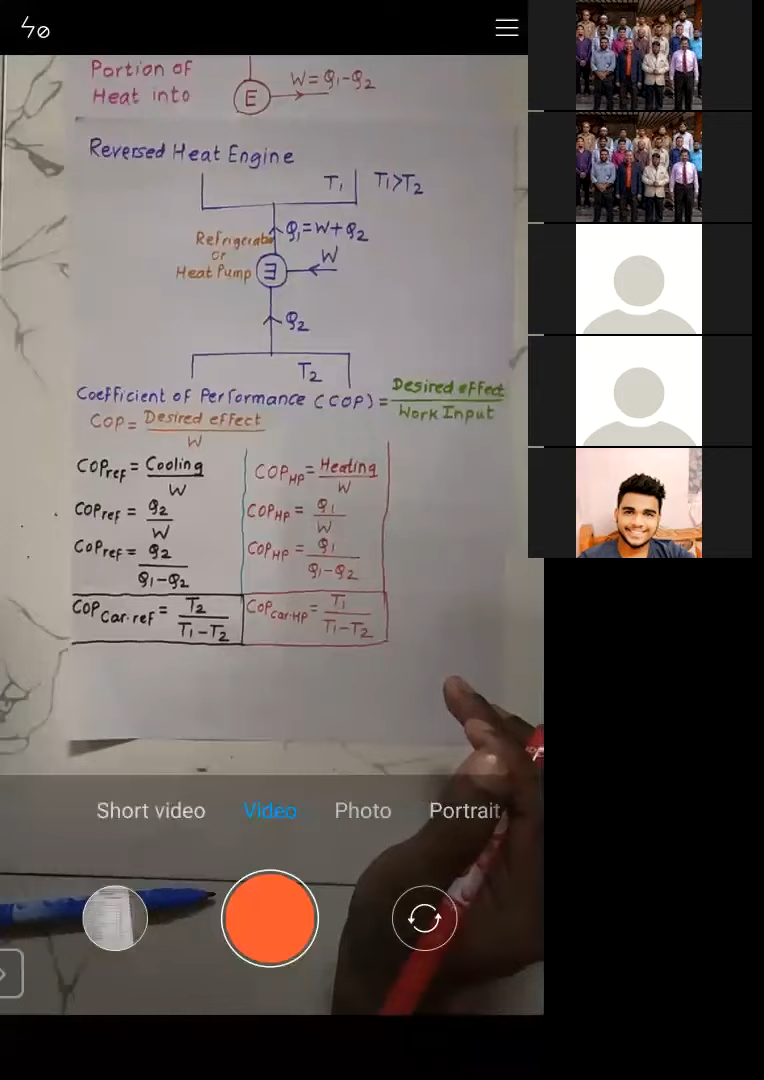 Portion of
Heat into
W=Q1-Q2
E
Reversed Heat Engine
T1
T1>T2
Q1=W+Q2
Refrigerator
or
Heat Pump
E
W
Q2
T2
Coefficient of Performance (COP) = Desired effect / Work Input
COP = Desired effect / W
COPref = Cooling / W
COPHP = Heating / W
COPref = Q2 / W
COPHP = Q1 / W
COPref = Q2 / Q1-Q2
COPHP = Q1 / Q1-Q2
COPCar.ref = T2 / T1-T2
COPCar.HP = T1 / T1-T2
Short video Video Photo Portrait